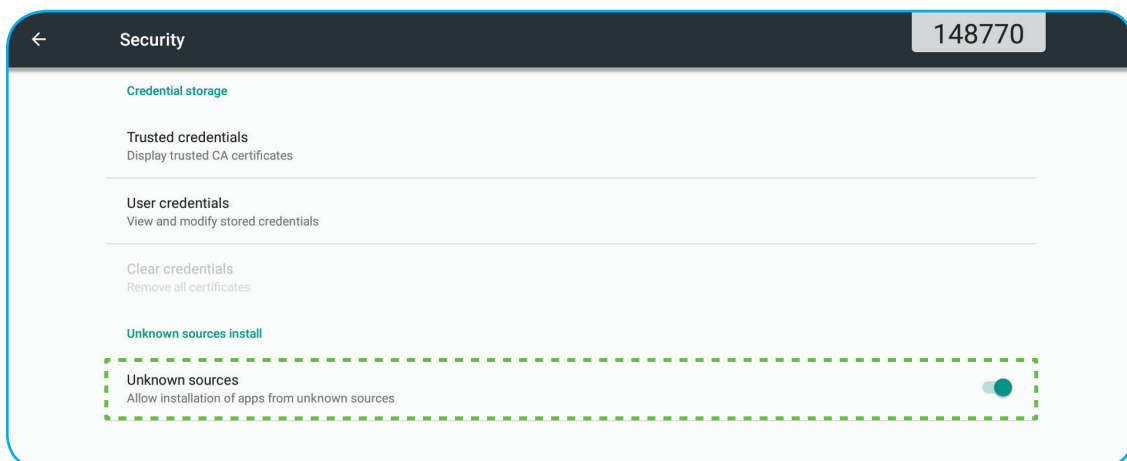 Security
148770
Credential storage
Trusted credentials
Display trusted CA certificates
User credentials
View and modify stored credentials
Clear credentials
Remove all certificates
Unknown sources install
Unknown sources
Allow installation of apps from unknown sources